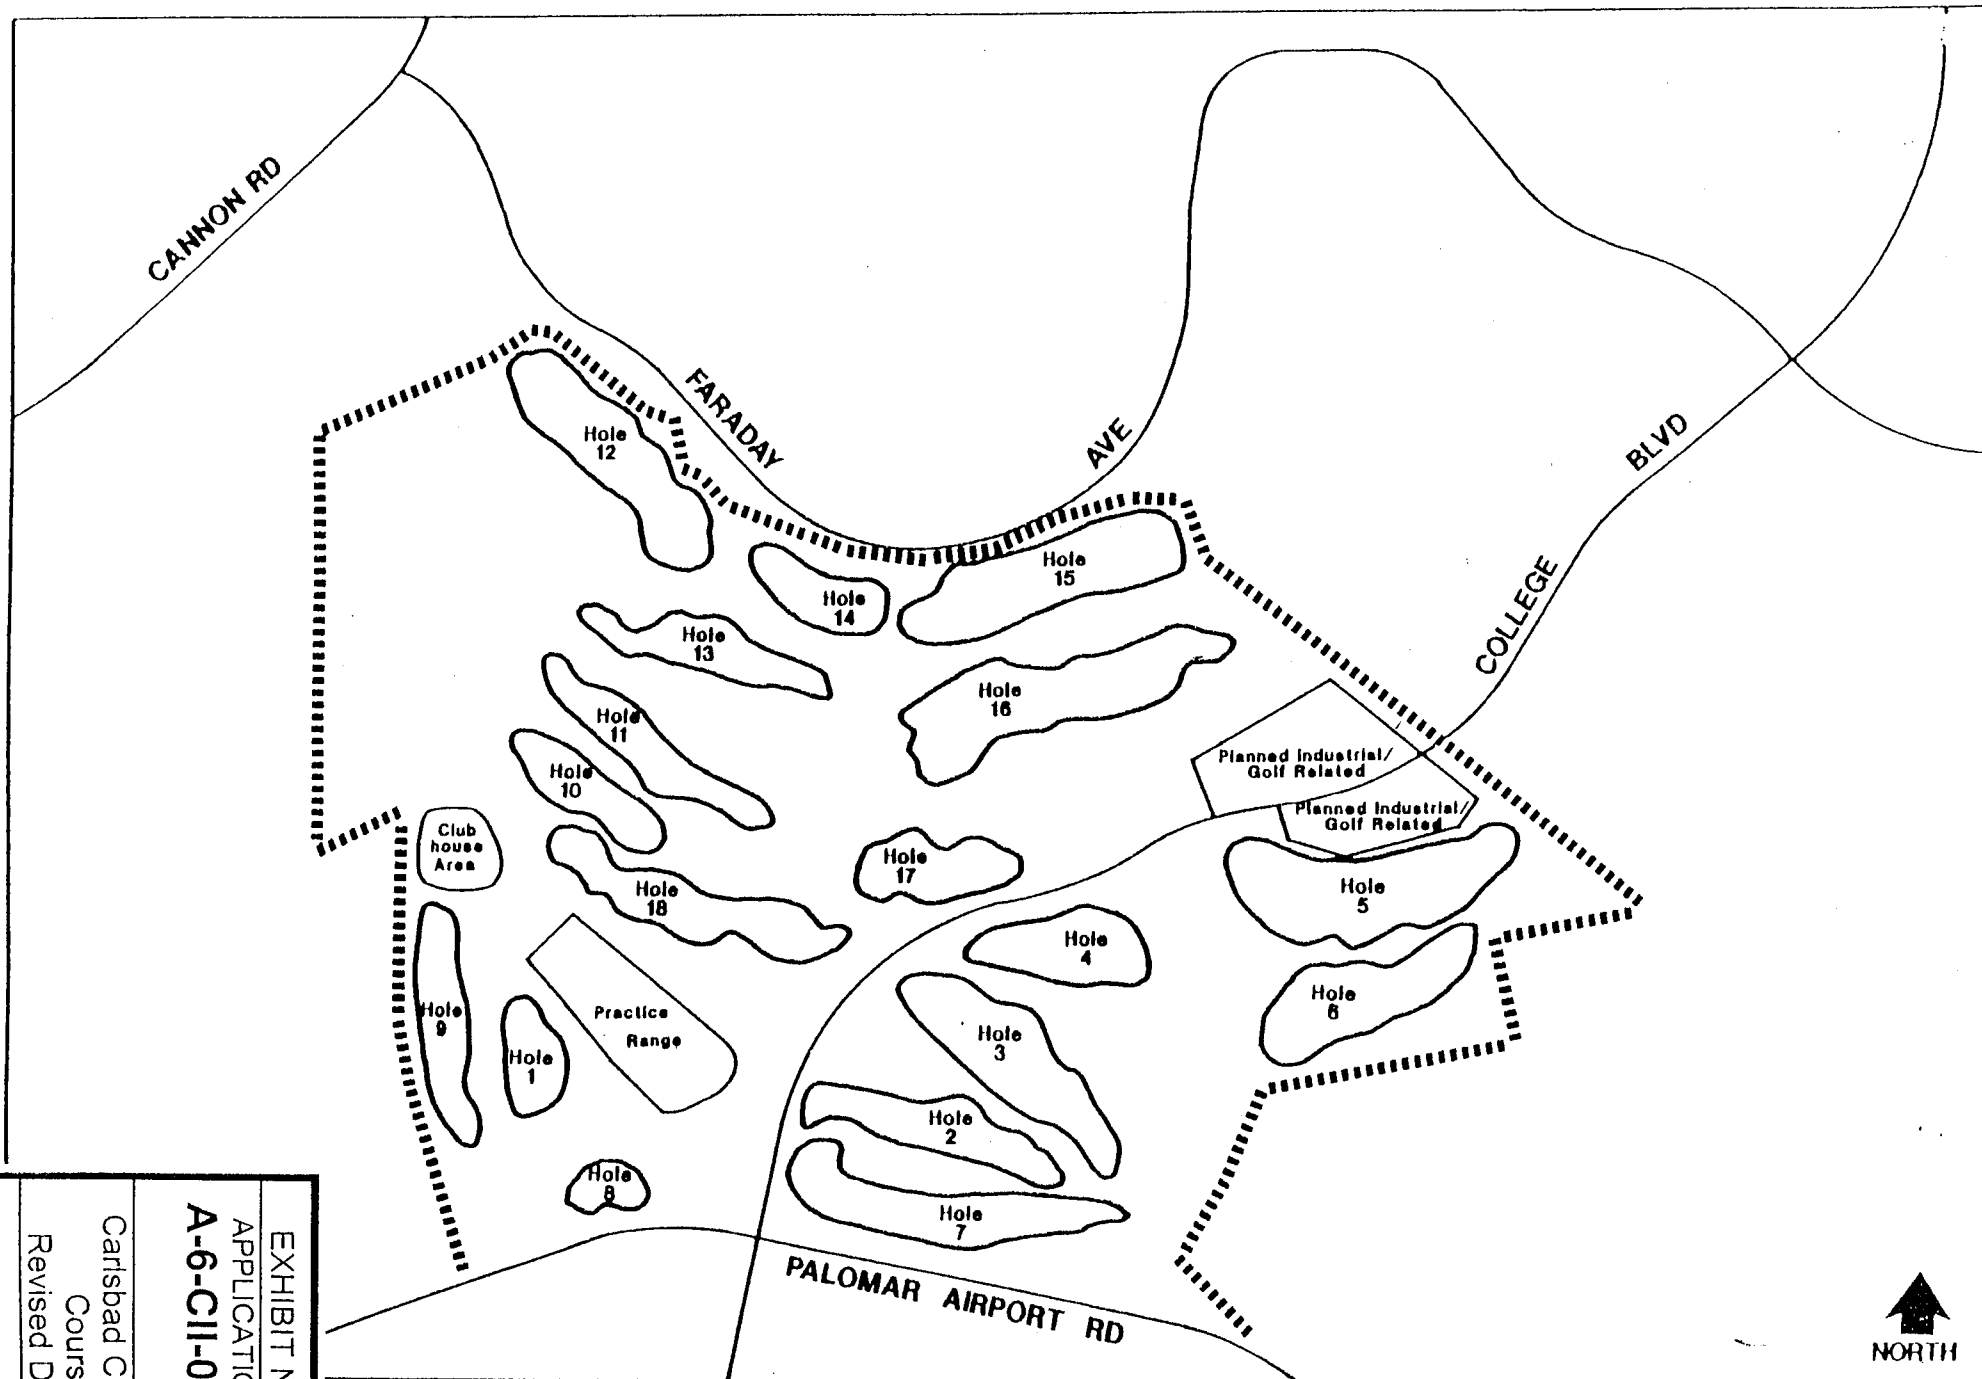 CANNON RD
FARADAY
AVE
COLLEGE
BLVD
Hole
12
Hole
14
Hole
15
Hole
13
Hole
16
Hole
11
Hole
10
Planned Industrial/
Golf Related
Planned Industrial/
Golf Related
Club
house
Area
Hole
17
Hole
18
Hole
5
Hole
4
Hole
6
Hole
9
Practice
Range
Hole
1
Hole
3
Hole
2
Hole
8
Hole
7
PALOMAR AIRPORT RD
NORTH
EXHIBIT N
APPLICATIO
A-6-CII-0
Carlsbad C
Cours
Revised D